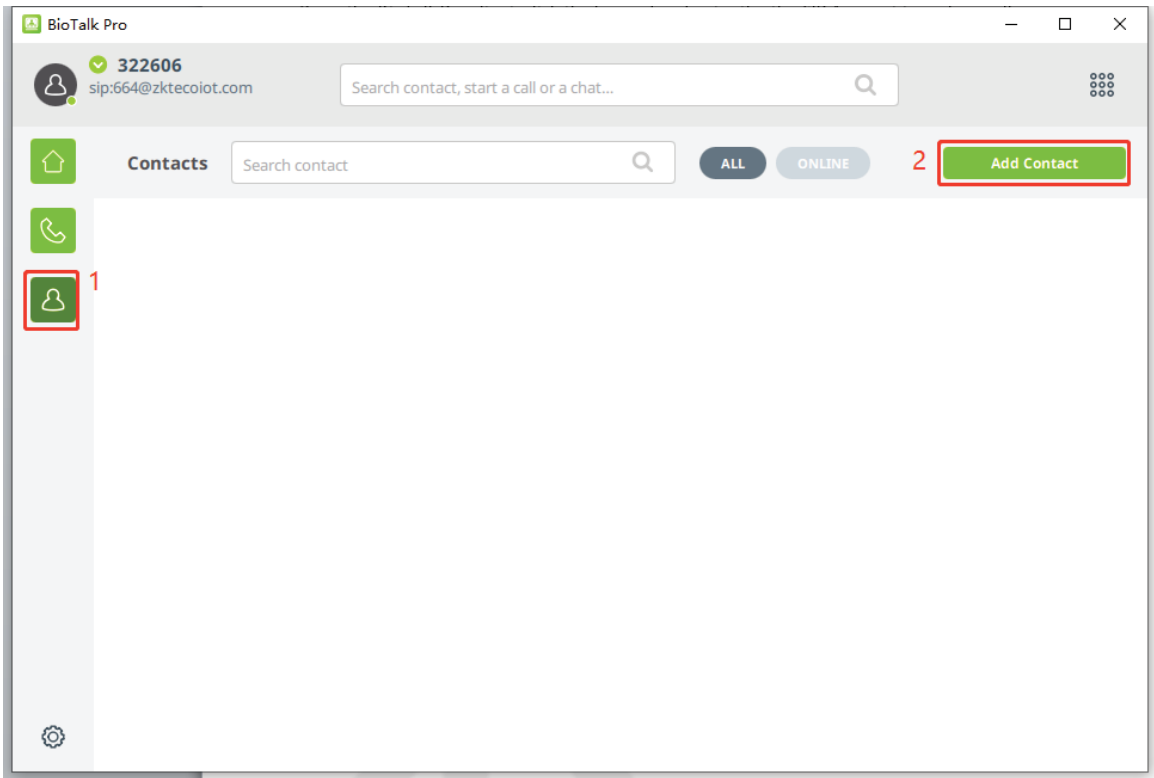 BioTalk Pro
322606
sip:664@zktecoiot.com
Search contact, start a call or a chat...
Contacts
Search contact
ALL
ONLINE
2
Add Contact
1